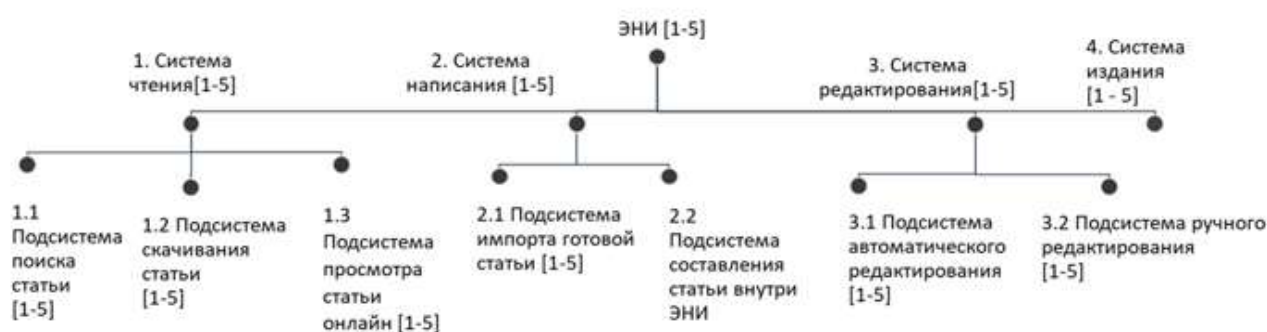 ЭНИ [1-5]
1. Система
чтения[1-5]
2. Система
написания [1-5]
3. Система
редактирования[1-5]
4. Система
издания
[1 - 5]
1.1
Подсистема
поиска
статьи
[1-5]
1.2 Подсистема
скачивания
статьи
[1-5]
1.3
Подсистема
просмотра
статьи
онлайн [1-5]
2.1 Подсистема
импорта готовой
статьи [1-5]
2.2
Подсистема
составления
статьи внутри
ЭНИ
3.1 Подсистема
автоматического
редактирования
[1-5]
3.2 Подсистема ручного
редактирования
[1-5]